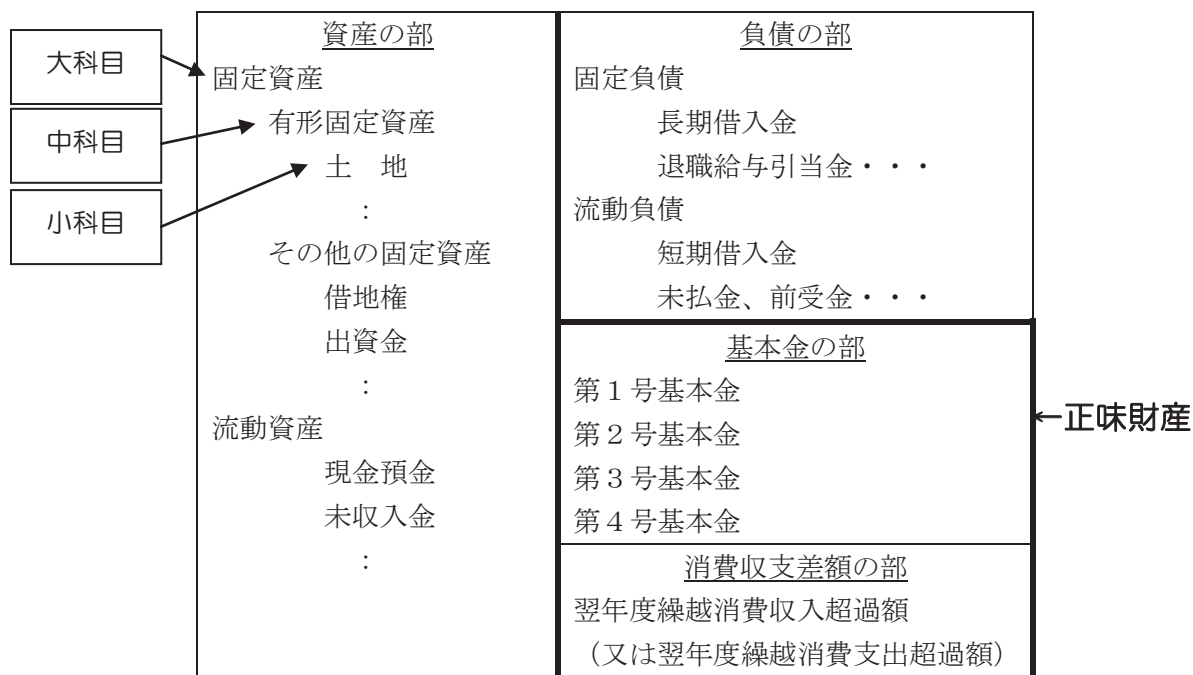 大科目
中科目
小科目
資産の部
固定資産
有形固定資産
土　地
：
その他の固定資産
借地権
出資金
：
流動資産
現金預金
未収入金
：
負債の部
固定負債
長期借入金
退職給与引当金・・・
流動負債
短期借入金
未払金、前受金・・・
基本金の部
第１号基本金
第２号基本金
第３号基本金
第４号基本金
消費収支差額の部
翌年度繰越消費収入超過額
（又は翌年度繰越消費支出超過額）
←正味財産